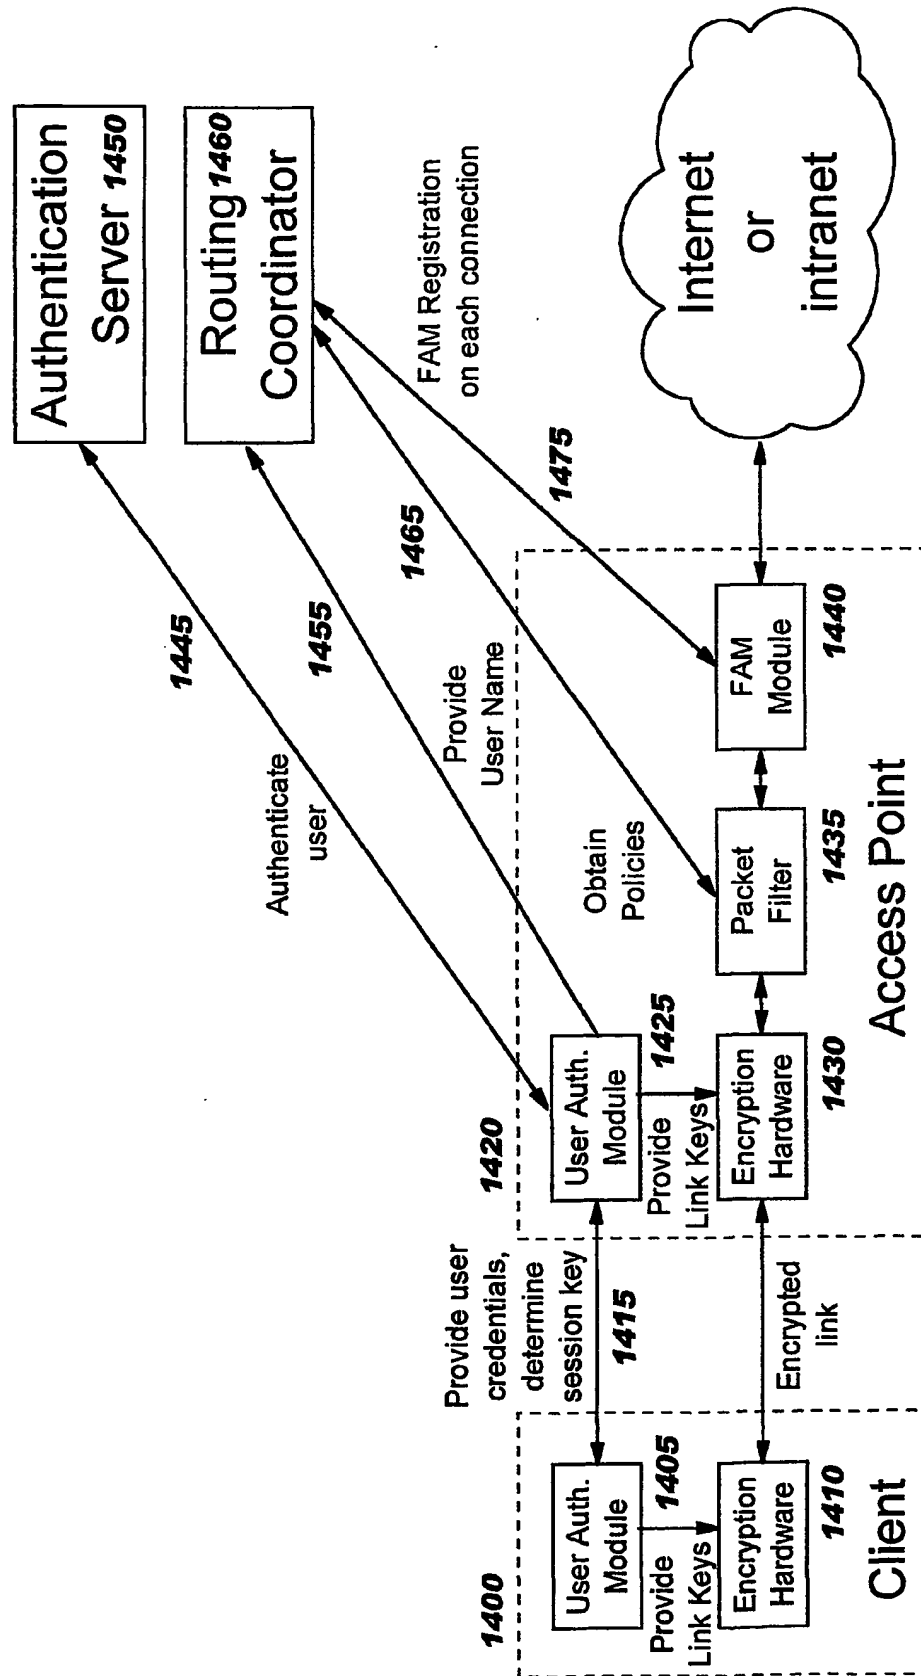 Authentication
Server 1450
Routing 1460
Coordinator
1445
Authenticate
user
1455
Provide
User Name
1465
Obtain
Policies
1475
FAM Registration
on each connection
1400
User Auth.
Module
1405
Provide
Link Keys
Encryption
Hardware
1410
Client
Provide user
credentials,
determine
session key
1415
Encrypted
link
1420
User Auth.
Module
1425
Provide
Link Keys
Encryption
Hardware
1430
Packet
Filter
1435
FAM
Module
1440
Access Point
Internet
or
intranet